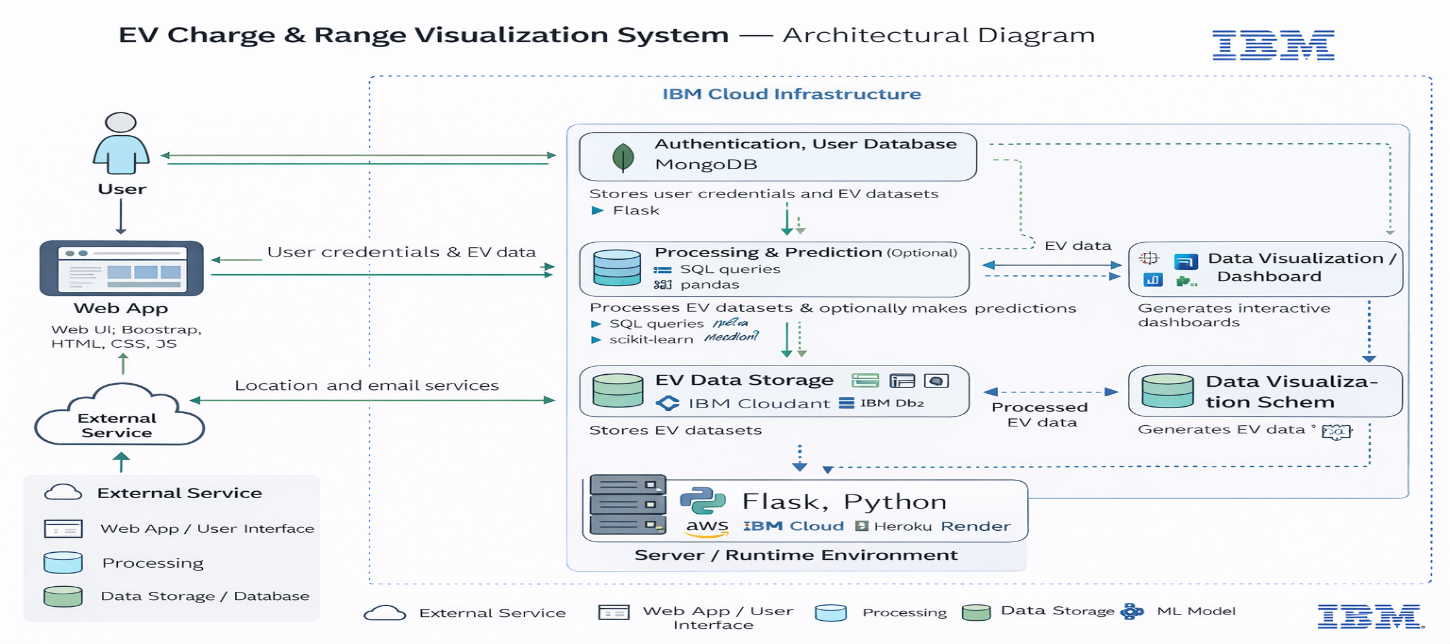 EV Charge & Range Visualization System — Architectural Diagram
IBM
IBM Cloud Infrastructure
User
Authentication, User Database
MongoDB
Stores user credentials and EV datasets
Flask
User credentials & EV data
Web App
Web UI; Boostrap,
HTML, CSS, JS
Processing & Prediction (Optional)
SQL queries
pandas
Processes EV datasets & optionally makes predictions
SQL queries
scikit-learn
EV data
Data Visualization /
Dashboard
Generates interactive
dashboards
Location and email services
External
Service
EV Data Storage
IBM Cloudant
IBM Db2
Stores EV datasets
Processed
EV data
Data Visualiza-
tion Schem
Generates EV data
Flask, Python
aws
IBM Cloud
Heroku
Render
Server / Runtime Environment
External Service
Web App / User Interface
Processing
Data Storage / Database
External Service
Web App / User
Interface
Processing
Data Storage
ML Model
IBM